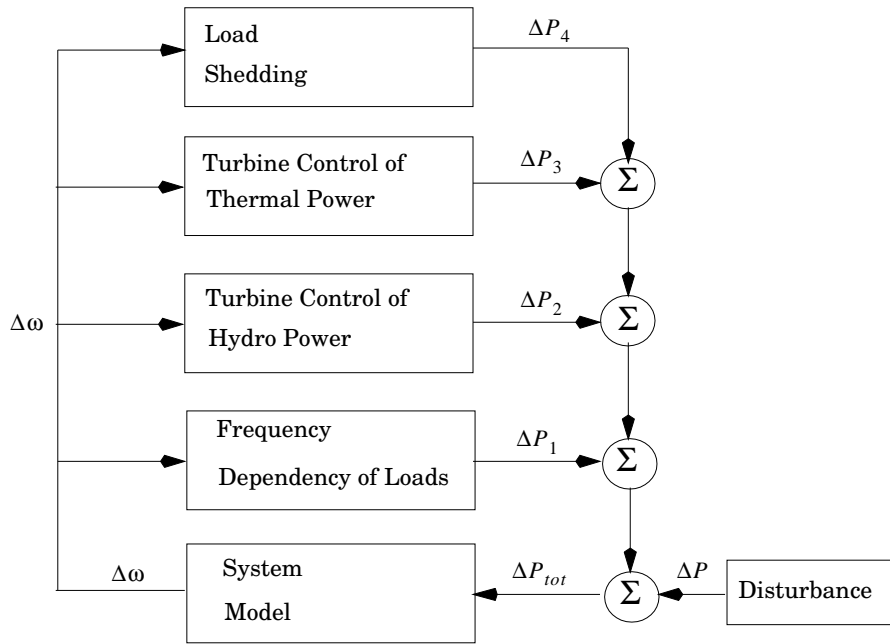 Load
Shedding
ΔP₄
Turbine Control of
Thermal Power
ΔP₃
Σ
Turbine Control of
Hydro Power
ΔP₂
Σ
Δω
Frequency
Dependency of Loads
ΔP₁
Σ
Δω
System
Model
ΔP_tot
Σ
ΔP
Disturbance